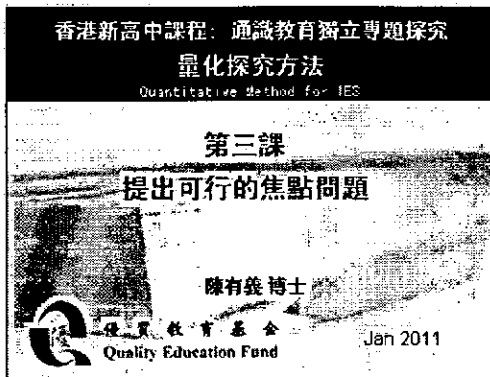 香港新高中課程：通識教育獨立專題探究
量化探究方法
Quantitative Method for IES
第三課
提出可行的焦點問題
陳有義 博士
優質教育基金
Quality Education Fund
Jan 2011